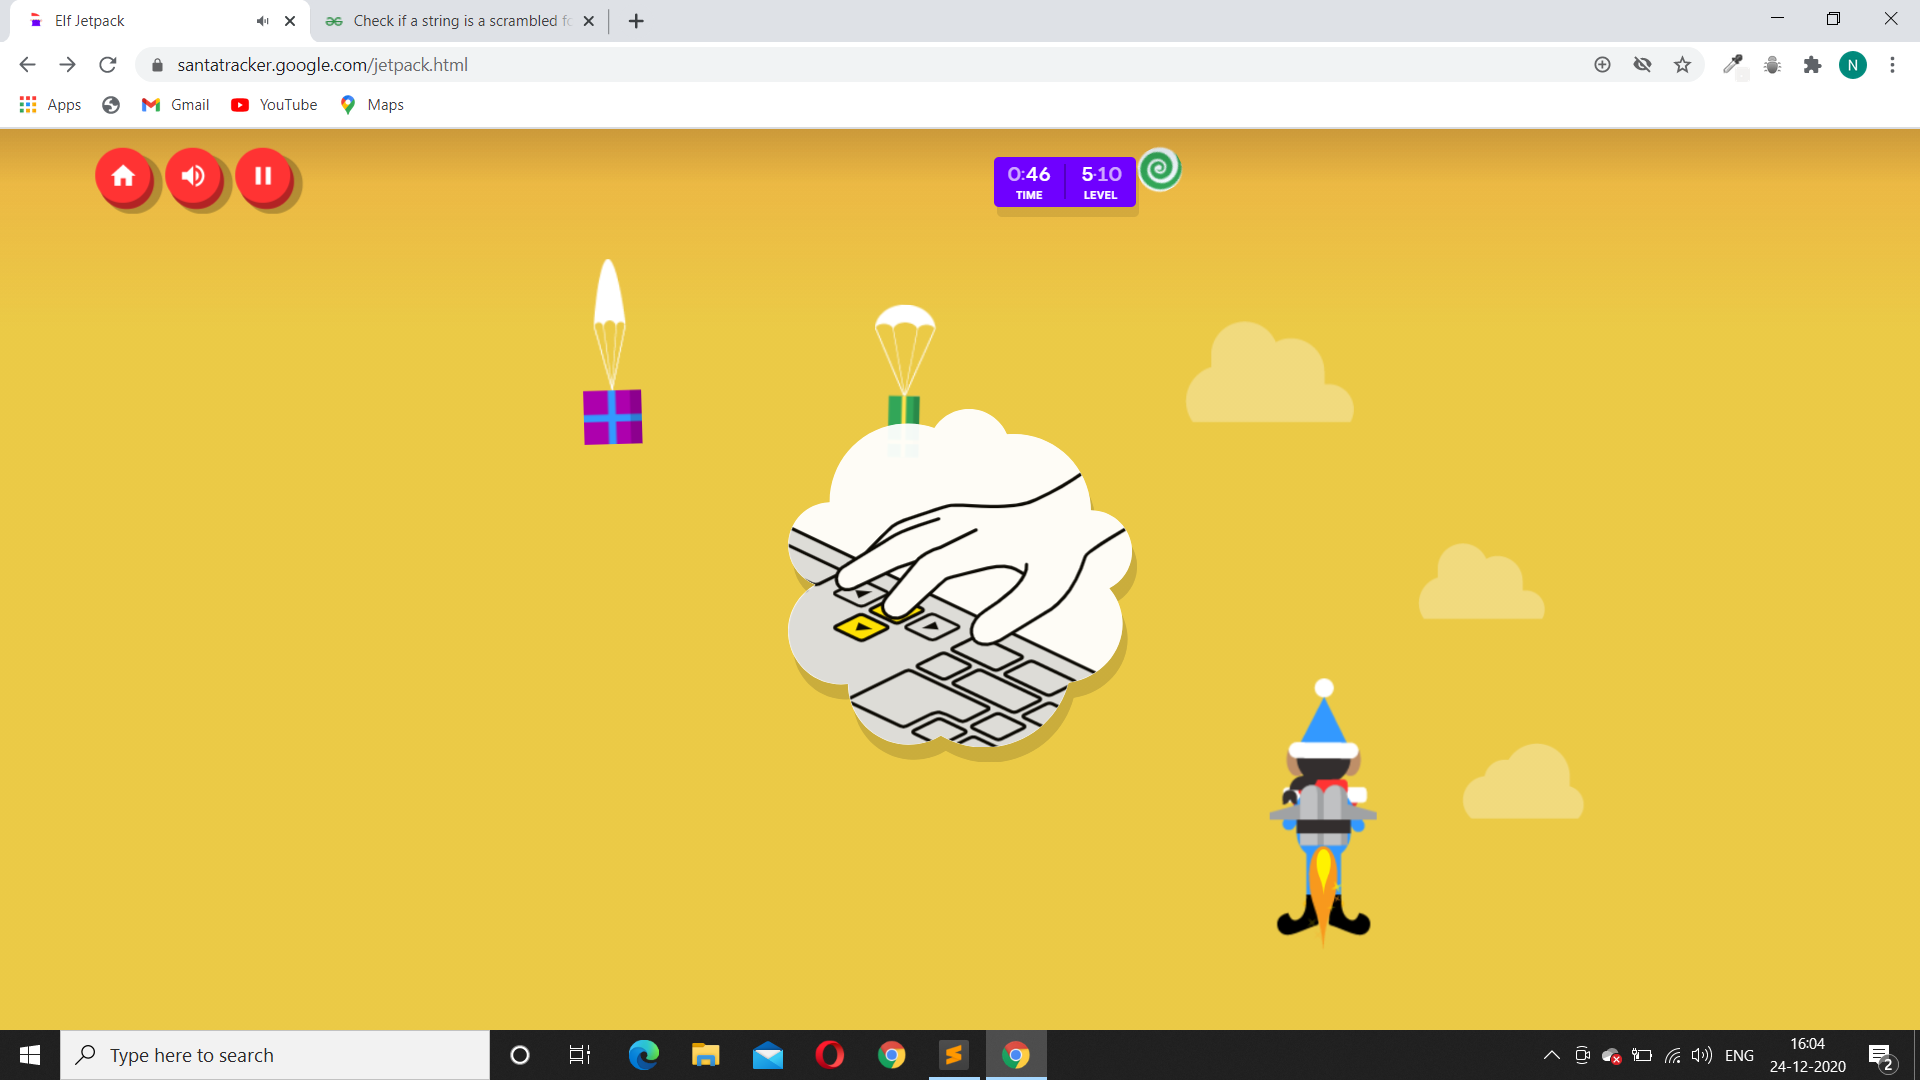 Elf Jetpack
Check if a string is a scrambled fo
santatracker.google.com/jetpack.html
N
Apps
Gmail
YouTube
Maps
0:46 5·10
TIME LEVEL
Type here to search
ENG
16:04
24-12-2020
2